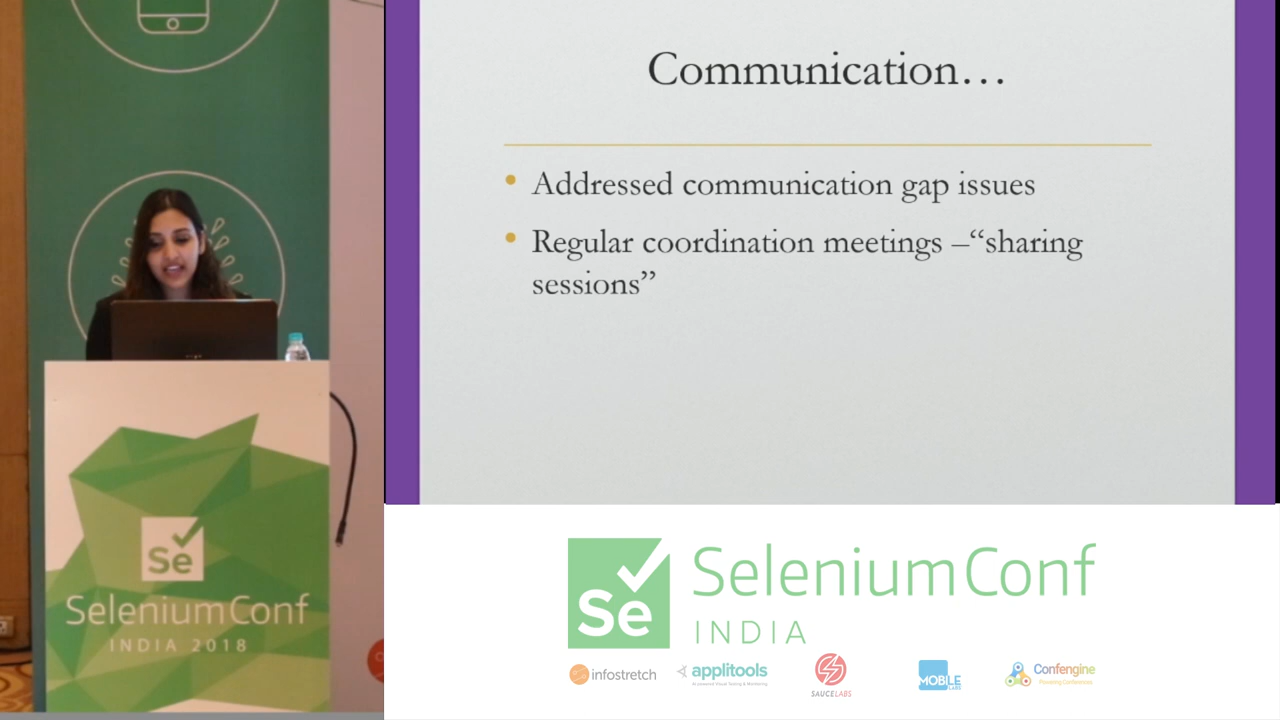 Communication…
• Addressed communication gap issues
• Regular coordination meetings –“sharing
sessions”
Se
SeleniumConf
INDIA 2018
Se
SeleniumConf
INDIA
infostretch
applitools
SAUCELABS
MOBILE
LABS
Confengine